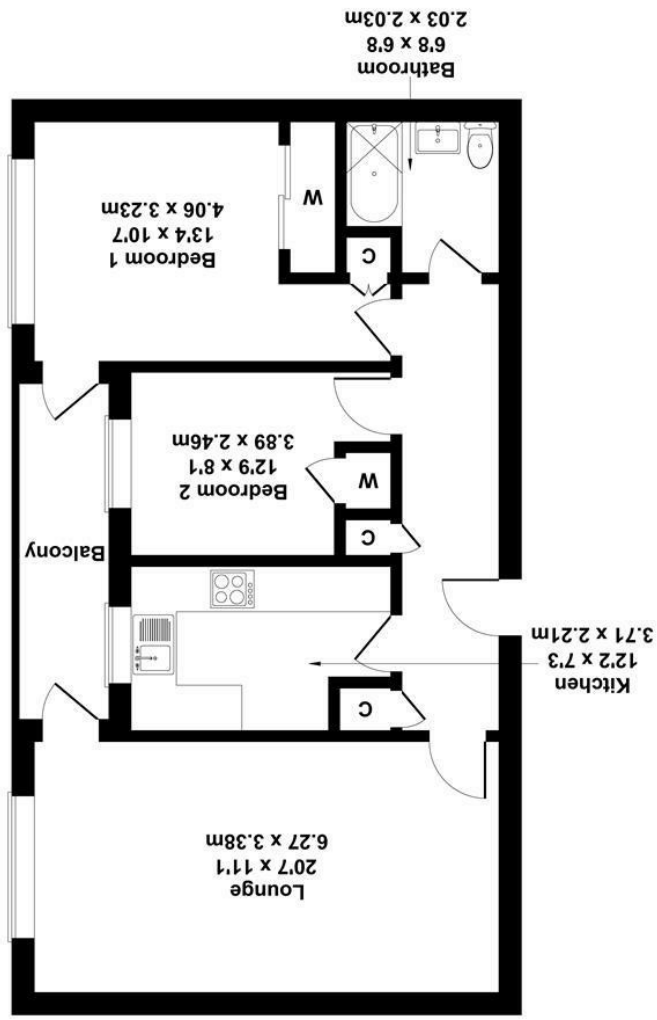 Lounge
20'7 x 11'1
6.27 x 3.38m
Kitchen
12'2 x 7'3
3.71 x 2.21m
C
Balcony
C
W
Bedroom 2
12'9 x 8'1
3.89 x 2.46m
C
W
Bedroom 1
13'4 x 10'7
4.06 x 3.23m
Bathroom
6'8 x 6'8
2.03 x 2.03m